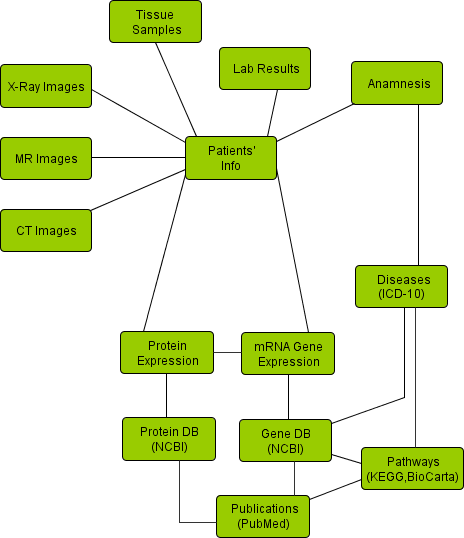 Tissue
Samples
Lab Results
X-Ray Images
Anamnesis
MR Images
Patients'
Info
CT Images
Diseases
(ICD-10)
Protein
Expression
mRNA Gene
Expression
Protein DB
(NCBI)
Gene DB
(NCBI)
Pathways
(KEGG,BioCarta)
Publications
(PubMed)